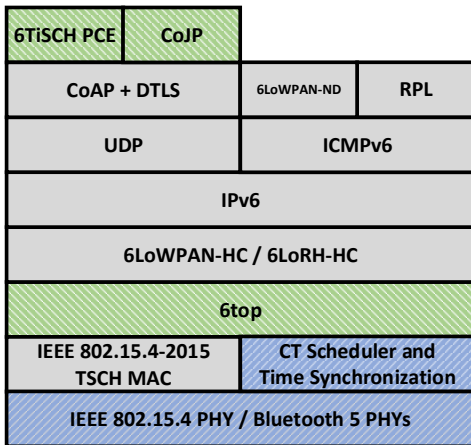 6TiSCH PCE
CoJP
CoAP + DTLS
6LoWPAN-ND
RPL
UDP
ICMPv6
IPv6
6LoWPAN-HC / 6LoRH-HC
6top
IEEE 802.15.4-2015
TSCH MAC
CT Scheduler and
Time Synchronization
IEEE 802.15.4 PHY / Bluetooth 5 PHYs